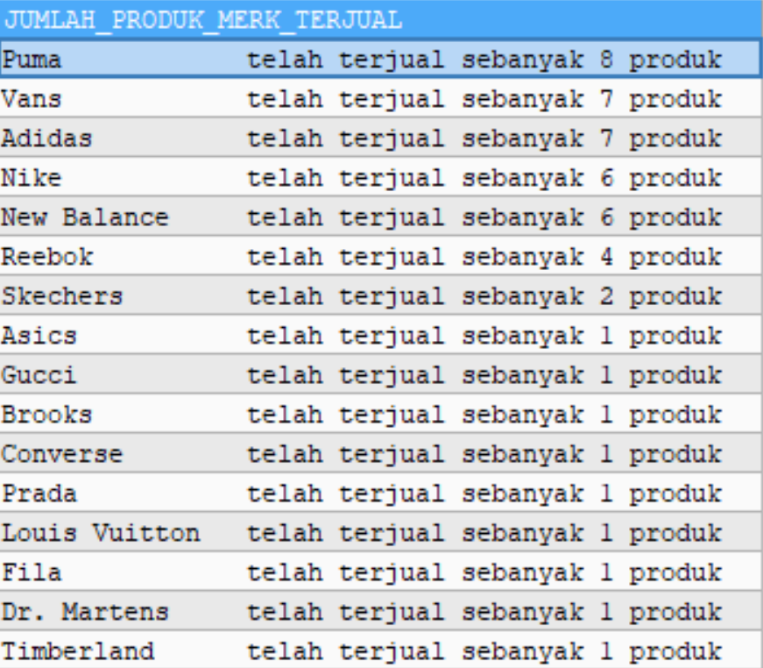 JUMLAH_PRODUK_MERK_TERJUAL
Puma telah terjual sebanyak 8 produk
Vans telah terjual sebanyak 7 produk
Adidas telah terjual sebanyak 7 produk
Nike telah terjual sebanyak 6 produk
New Balance telah terjual sebanyak 6 produk
Reebok telah terjual sebanyak 4 produk
Skechers telah terjual sebanyak 2 produk
Asics telah terjual sebanyak 1 produk
Gucci telah terjual sebanyak 1 produk
Brooks telah terjual sebanyak 1 produk
Converse telah terjual sebanyak 1 produk
Prada telah terjual sebanyak 1 produk
Louis Vuitton telah terjual sebanyak 1 produk
Fila telah terjual sebanyak 1 produk
Dr. Martens telah terjual sebanyak 1 produk
Timberland telah terjual sebanyak 1 produk